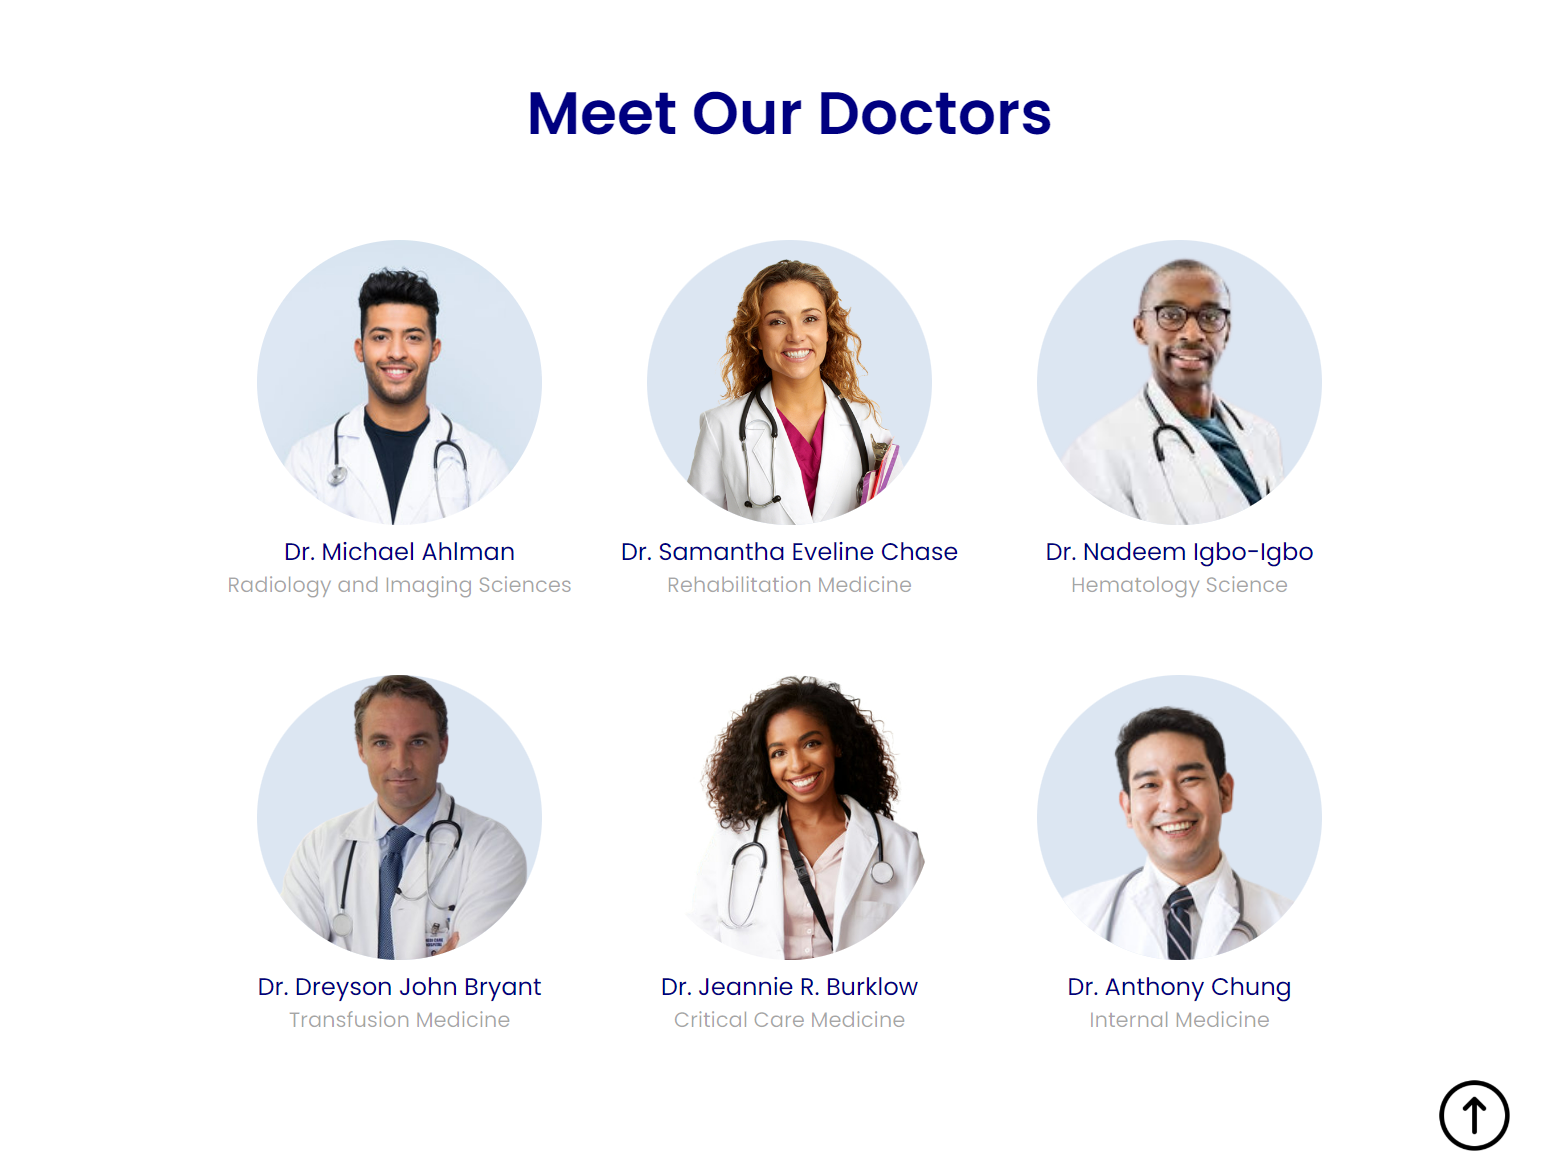 Meet Our Doctors
Dr. Michael Ahlman
Radiology and Imaging Sciences
Dr. Samantha Eveline Chase
Rehabilitation Medicine
Dr. Nadeem Igbo-Igbo
Hematology Science
Dr. Dreyson John Bryant
Transfusion Medicine
Dr. Jeannie R. Burklow
Critical Care Medicine
Dr. Anthony Chung
Internal Medicine